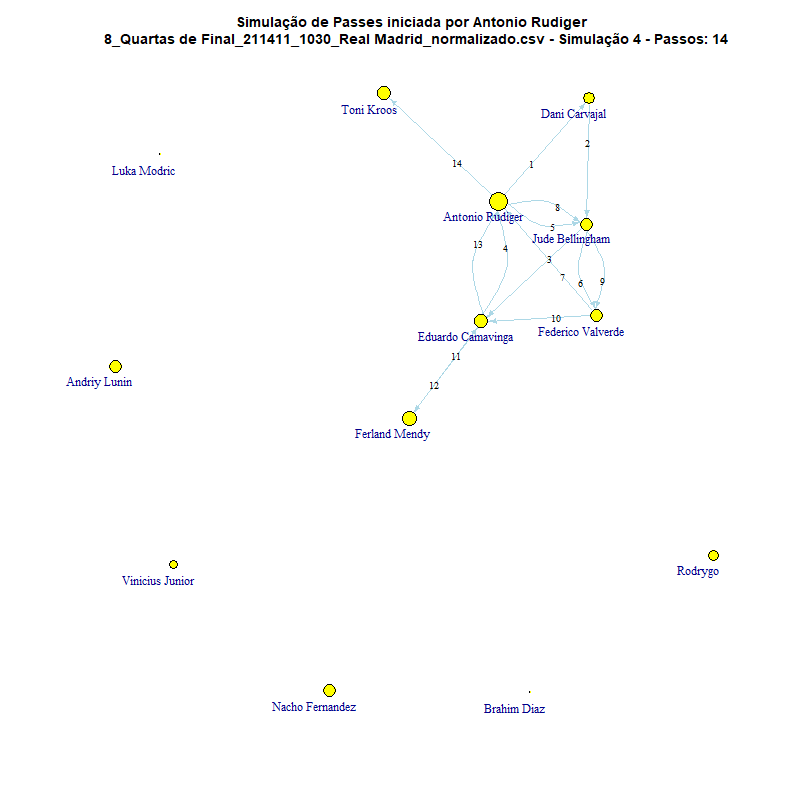 Simulação de Passes iniciada por Antonio Rudiger
8_Quartas de Final_211411_1030_Real Madrid_normalizado.csv - Simulação 4 - Passos: 14
Toni Kroos
Dani Carvajal
2
Luka Modric
14
1
8
Antonio Rudiger
5
Jude Bellingham
13
4
3
7
6
9
10
Federico Valverde
Eduardo Camavinga
11
Andriy Lunin
12
Ferland Mendy
Vinicius Junior
Rodrygo
Nacho Fernandez
Brahim Diaz